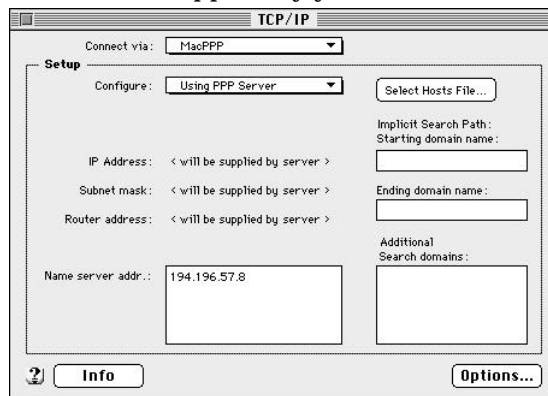 TCP/IP
Connect via: MacPPP
Setup
Configure: Using PPP Server
Select Hosts File...
Implicit Search Path:
Starting domain name:
IP Address: < will be supplied by server >
Subnet mask: < will be supplied by server >
Ending domain name:
Router address: < will be supplied by server >
Additional
Search domains:
Name server addr.: 194.196.57.8
Info
Options...